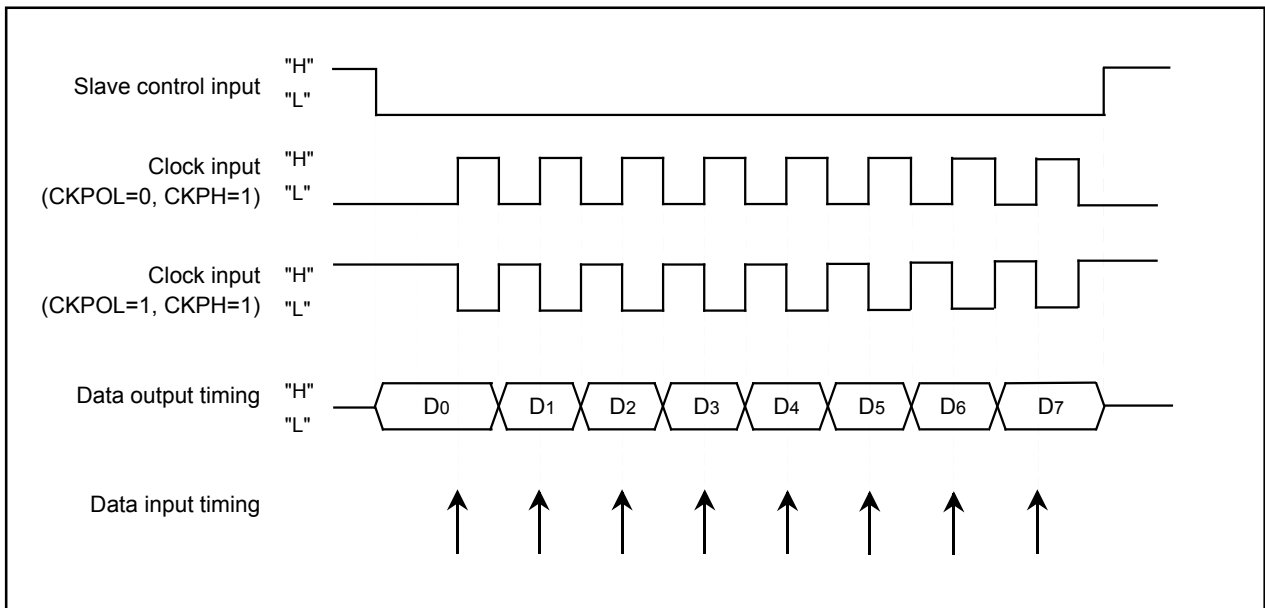 Slave control input
"H"
"L"
Clock input
(CKPOL=0, CKPH=1)
"H"
"L"
Clock input
(CKPOL=1, CKPH=1)
"H"
"L"
Data output timing
"H"
"L"
D0 D1 D2 D3 D4 D5 D6 D7
Data input timing